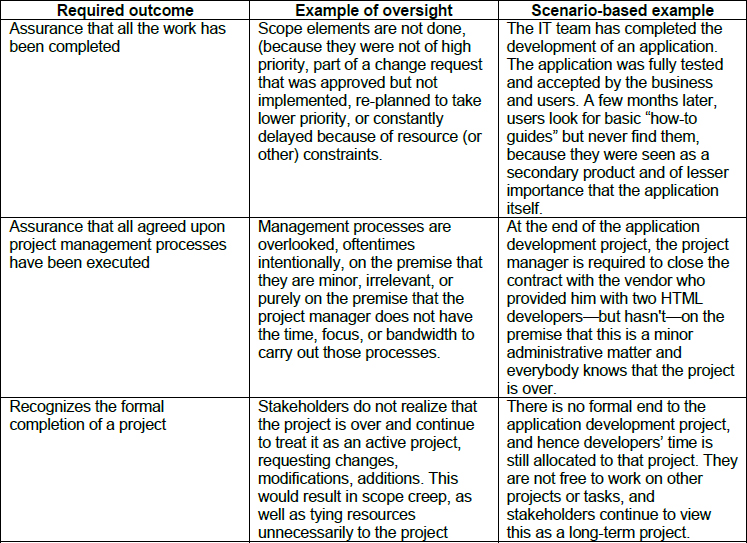 Required outcome
Example of oversight
Scenario-based example
Assurance that all the work has
been completed
Scope elements are not done,
(because they were not of high
priority, part of a change request
that was approved but not
implemented, re-planned to take
lower priority, or constantly
delayed because of resource (or
other) constraints.
The IT team has completed the
development of an application.
The application was fully tested
and accepted by the business
and users. A few months later,
users look for basic “how-to
guides” but never find them,
because they were seen as a
secondary product and of lesser
importance that the application
itself.
Assurance that all agreed upon
project management processes
have been executed
Management processes are
overlooked, oftentimes
intentionally, on the premise that
they are minor, irrelevant, or
purely on the premise that the
project manager does not have
the time, focus, or bandwidth to
carry out those processes.
At the end of the application
development project, the project
manager is required to close the
contract with the vendor who
provided him with two HTML
developers—but hasn't—on the
premise that this is a minor
administrative matter and
everybody knows that the project
is over.
Recognizes the formal
completion of a project
Stakeholders do not realize that
the project is over and continue
to treat it as an active project,
requesting changes,
modifications, additions. This
would result in scope creep, as
well as tying resources
unnecessarily to the project
There is no formal end to the
application development project,
and hence developers’ time is
still allocated to that project. They
are not free to work on other
projects or tasks, and
stakeholders continue to view
this as a long-term project.